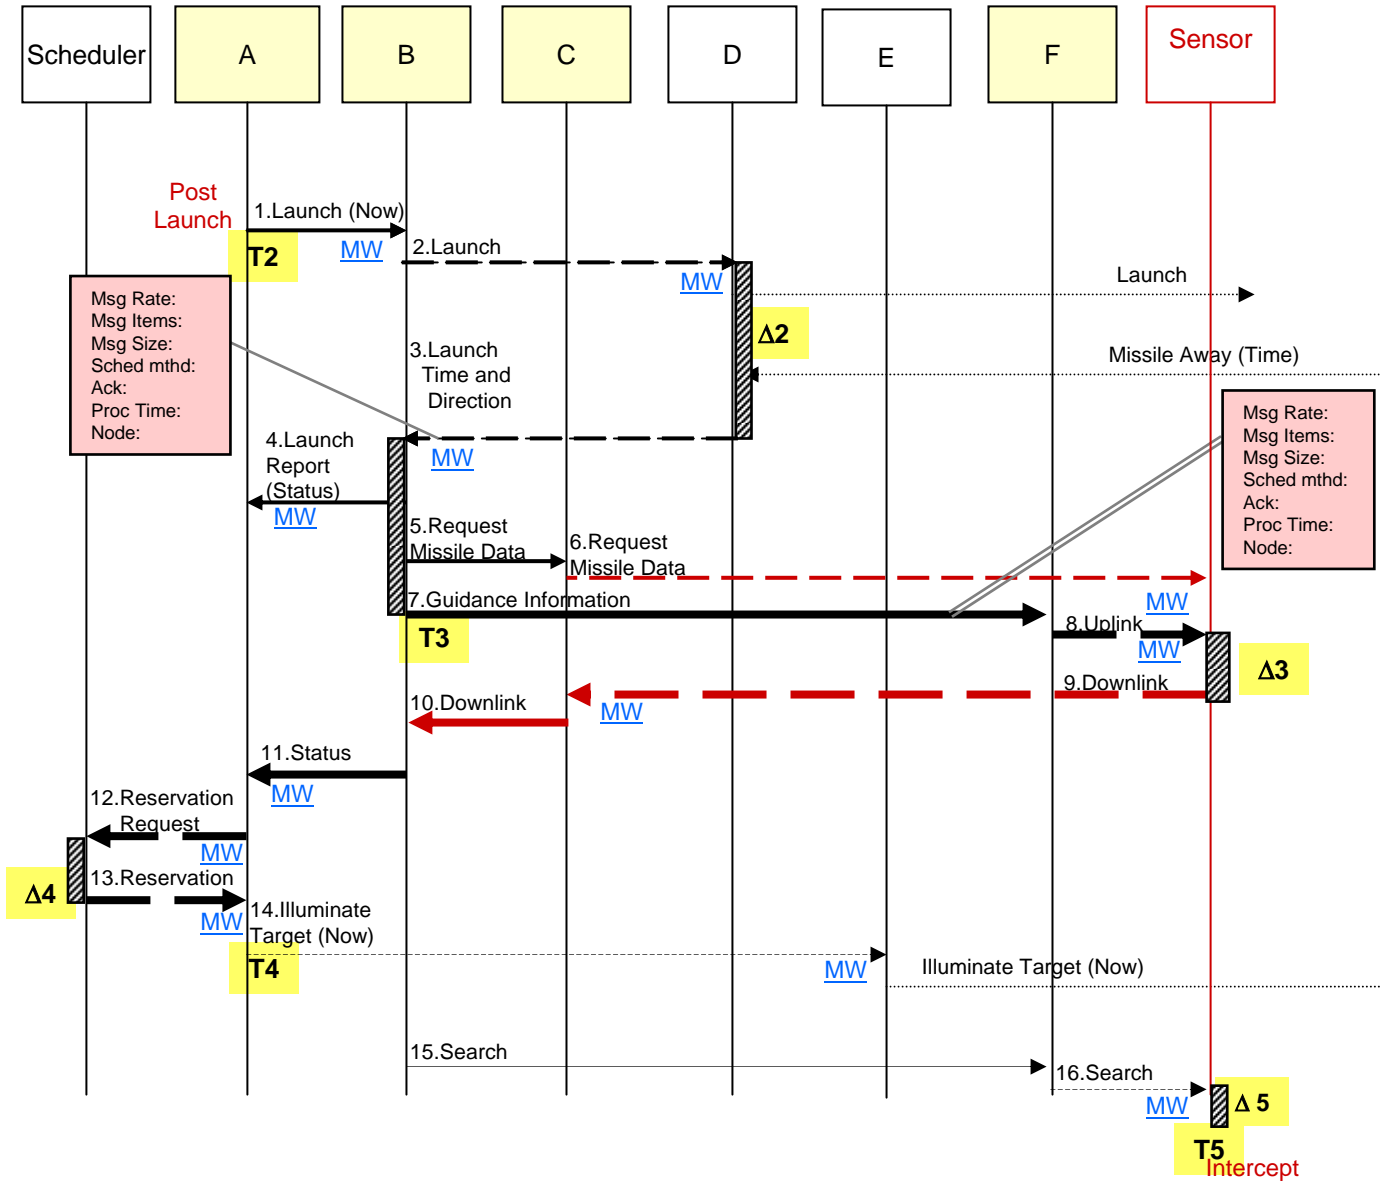 Scheduler
A
B
C
D
E
F
Sensor
Post
Launch
1.Launch (Now)
T2
MW
2.Launch
MW
Launch
Δ2
Missile Away (Time)
Msg Rate:
Msg Items:
Msg Size:
Sched mthd:
Ack:
Proc Time:
Node:
3.Launch
Time and
Direction
MW
Msg Rate:
Msg Items:
Msg Size:
Sched mthd:
Ack:
Proc Time:
Node:
4.Launch
Report
(Status)
MW
5.Request
Missile Data
6.Request
Missile Data
MW
7.Guidance Information
T3
8.Uplink
MW
Δ3
9.Downlink
MW
10.Downlink
11.Status
MW
12.Reservation
Request
MW
Δ4
13.Reservation
MW
14.Illuminate
Target (Now)
T4
MW
Illuminate Target (Now)
15.Search
16.Search
MW
Δ 5
T5
Intercept